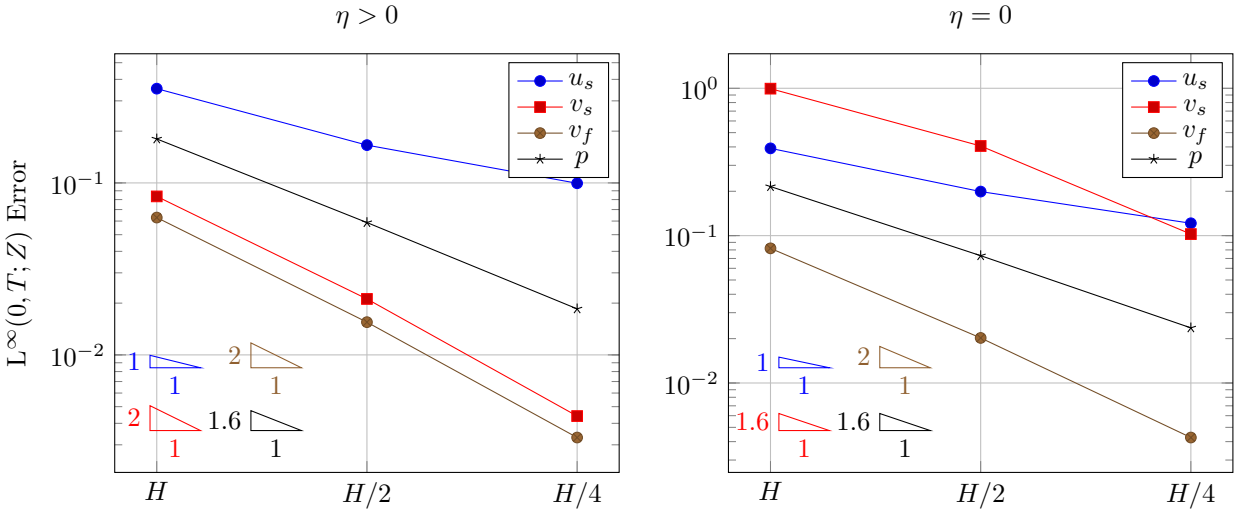 η > 0
L^∞(0, T; Z) Error
10^−1
10^−2
u_s
v_s
v_f
p
1
1
2
1
2
1
1.6
1
H
H/2
H/4
η = 0
10^0
10^−1
10^−2
u_s
v_s
v_f
p
1
1
2
1
1.6
1
1.6
1
H
H/2
H/4